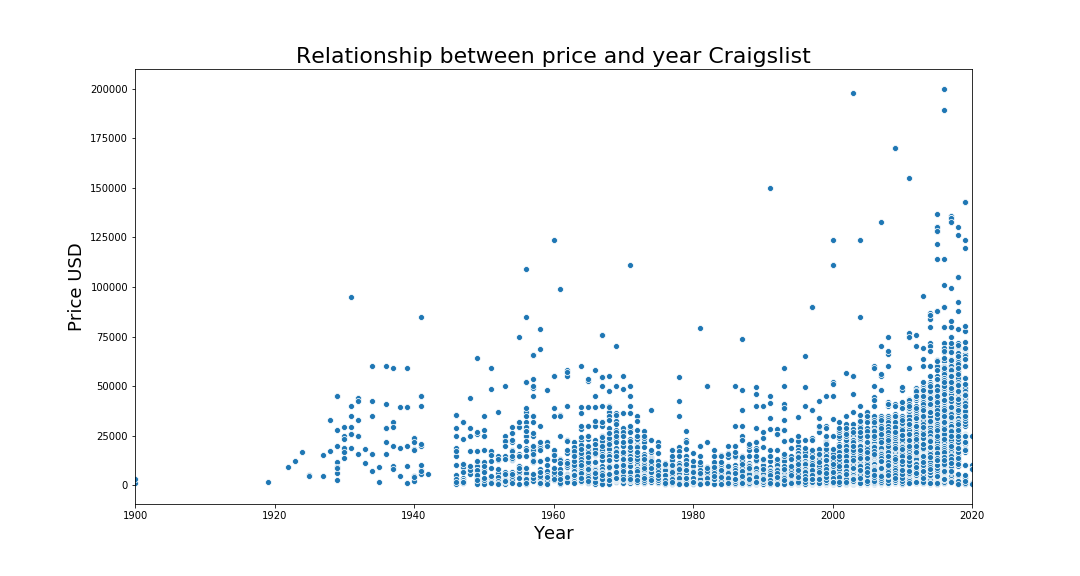 Relationship between price and year Craigslist
200000
175000
150000
125000
100000
75000
50000
25000
0
Price USD
1900 1920 1940 1960 1980 2000 2020
Year